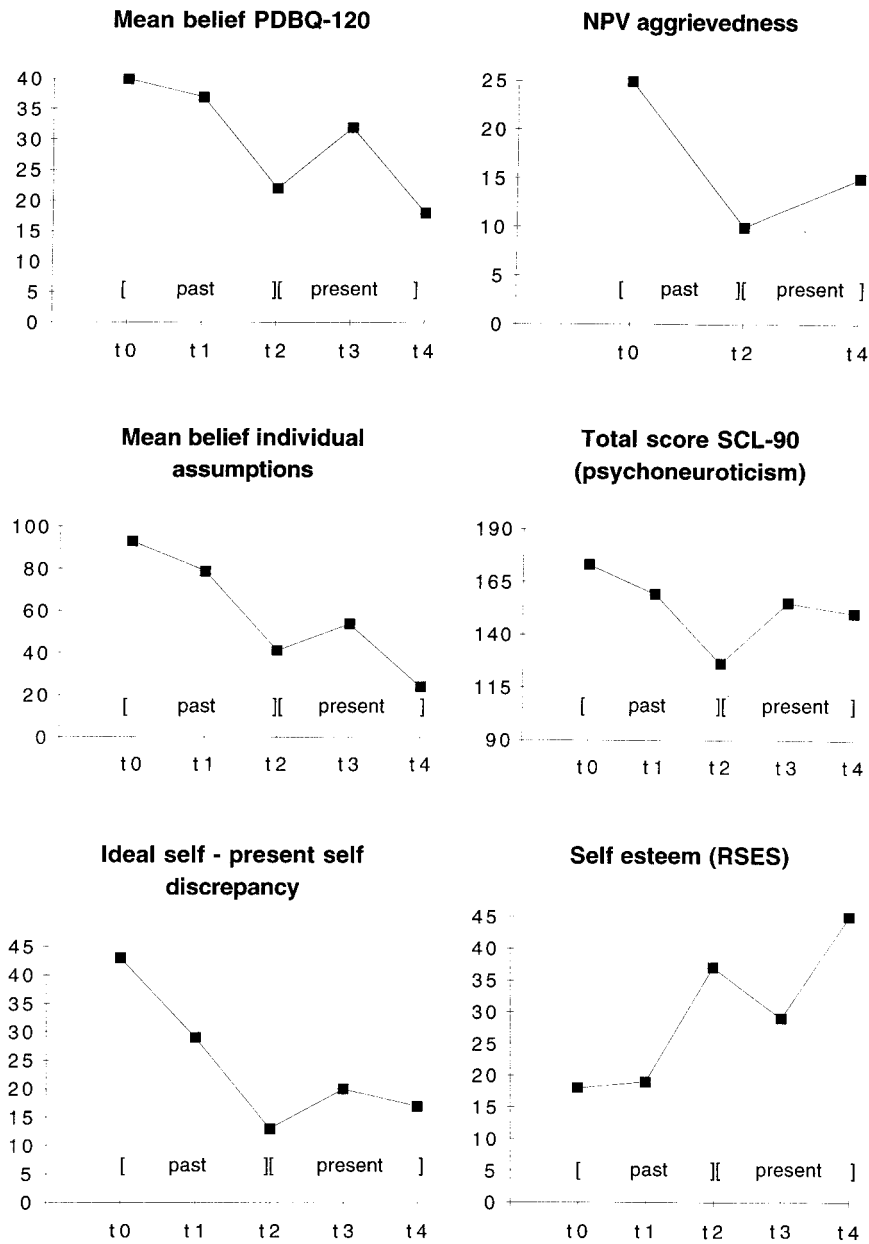 Mean belief PDBQ-120
40
35
30
25
20
15
10
5
0
[ past ][ present ]
t0 t1 t2 t3 t4
NPV aggrievedness
25
20
15
10
5
0
[ past ][ present ]
t0 t2 t4
Mean belief individual
assumptions
100
80
60
40
20
0
[ past ][ present ]
t0 t1 t2 t3 t4
Total score SCL-90
(psychoneuroticism)
190
165
140
115
90
[ past ][ present ]
t0 t1 t2 t3 t4
Ideal self - present self
discrepancy
45
40
35
30
25
20
15
10
5
0
[ past ][ present ]
t0 t1 t2 t3 t4
Self esteem (RSES)
45
40
35
30
25
20
15
10
5
0
[ past ][ present ]
t0 t1 t2 t3 t4